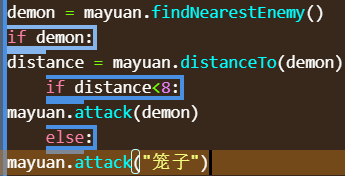 demon = mayuan.findNearestEnemy()
if demon:
distance = mayuan.distanceTo(demon)
    if distance<8:
mayuan.attack(demon)
    else:
mayuan.attack("笼子")